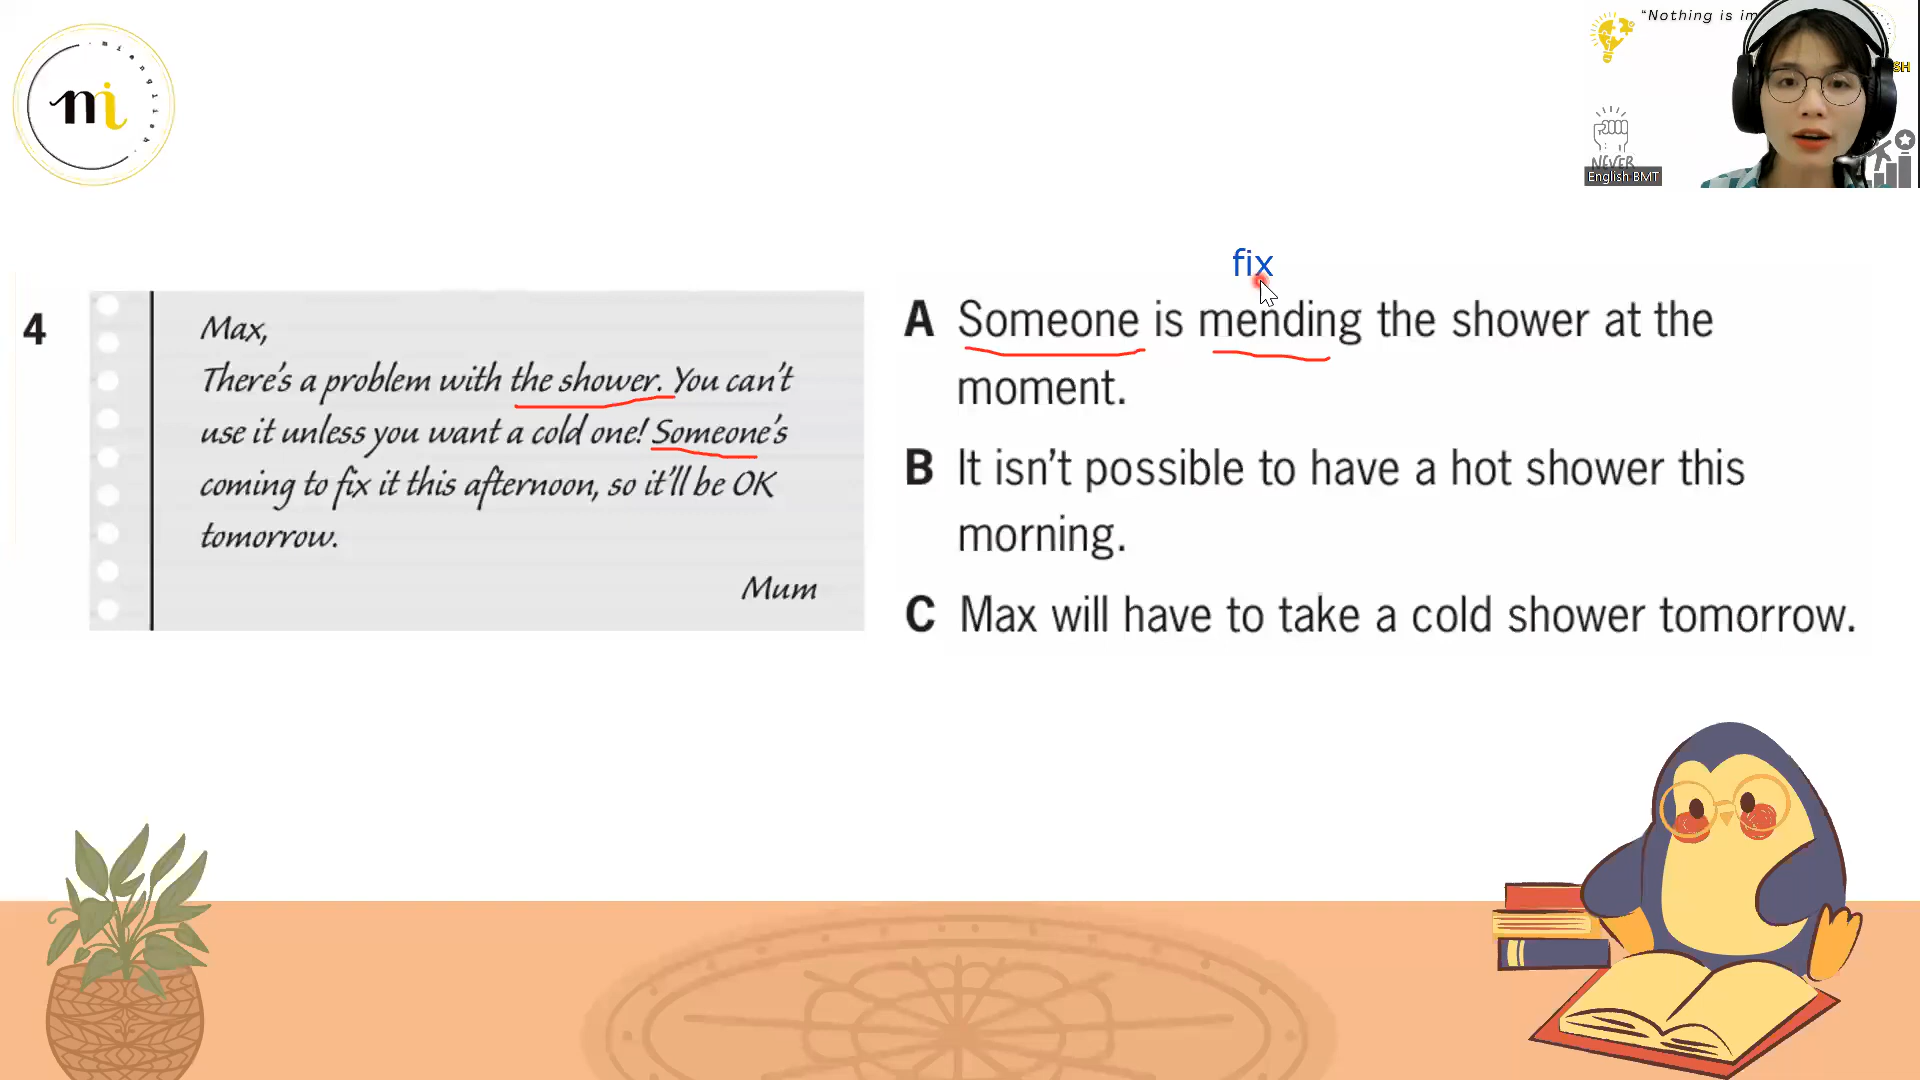 mi
"Nothing is im
SH
NEVER
English BMT
fix
4
Max,
There's a problem with the shower. You can't
use it unless you want a cold one! Someone's
coming to fix it this afternoon, so it'll be OK
tomorrow.
Mum
A Someone is mending the shower at the
moment.
B It isn't possible to have a hot shower this
morning.
C Max will have to take a cold shower tomorrow.